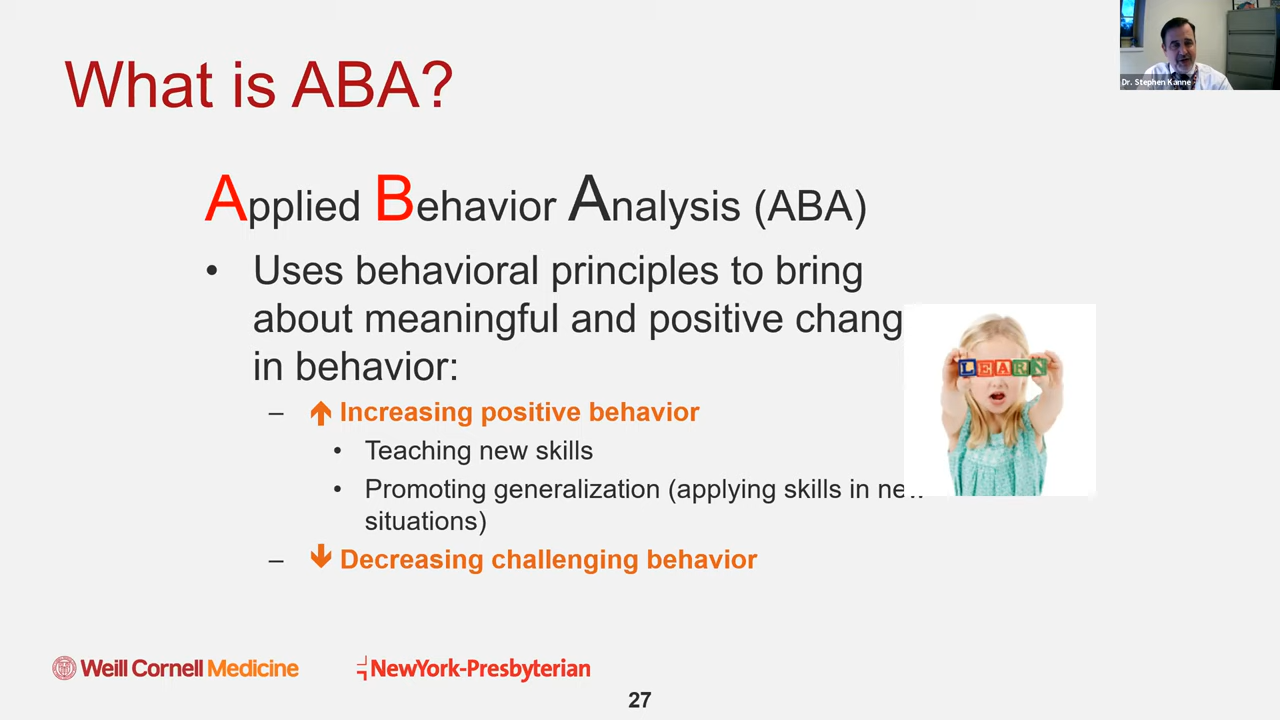 What is ABA?
Dr. Stephen Kanne
Applied Behavior Analysis (ABA)
• Uses behavioral principles to bring
about meaningful and positive chang
in behavior:
– Increasing positive behavior
• Teaching new skills
• Promoting generalization (applying skills in new
situations)
– Decreasing challenging behavior
LEARN
Weill Cornell Medicine
NewYork-Presbyterian
27